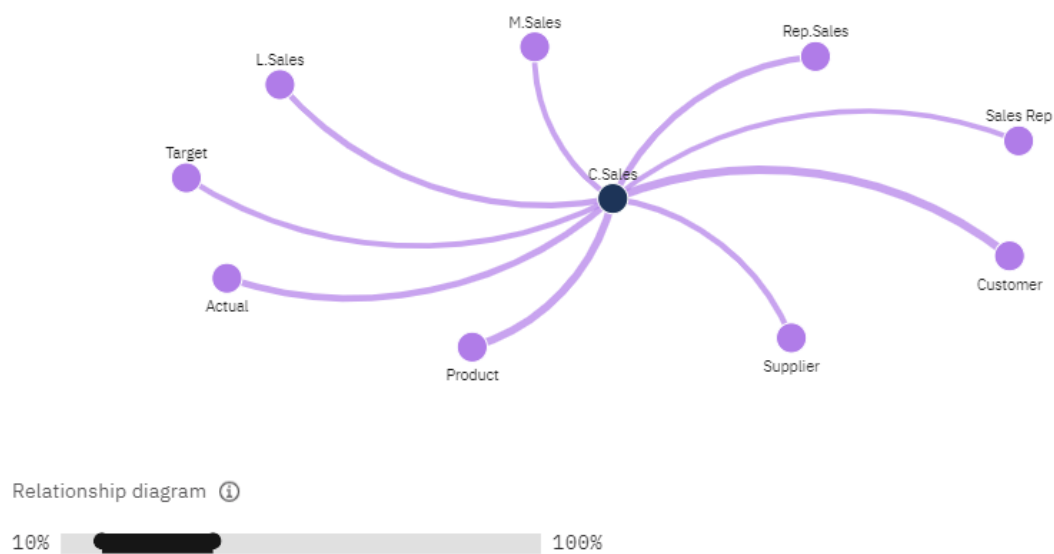 M.Sales
Rep.Sales
L.Sales
Sales Rep
Target
C.Sales
Customer
Actual
Supplier
Product
Relationship diagram
10% 100%